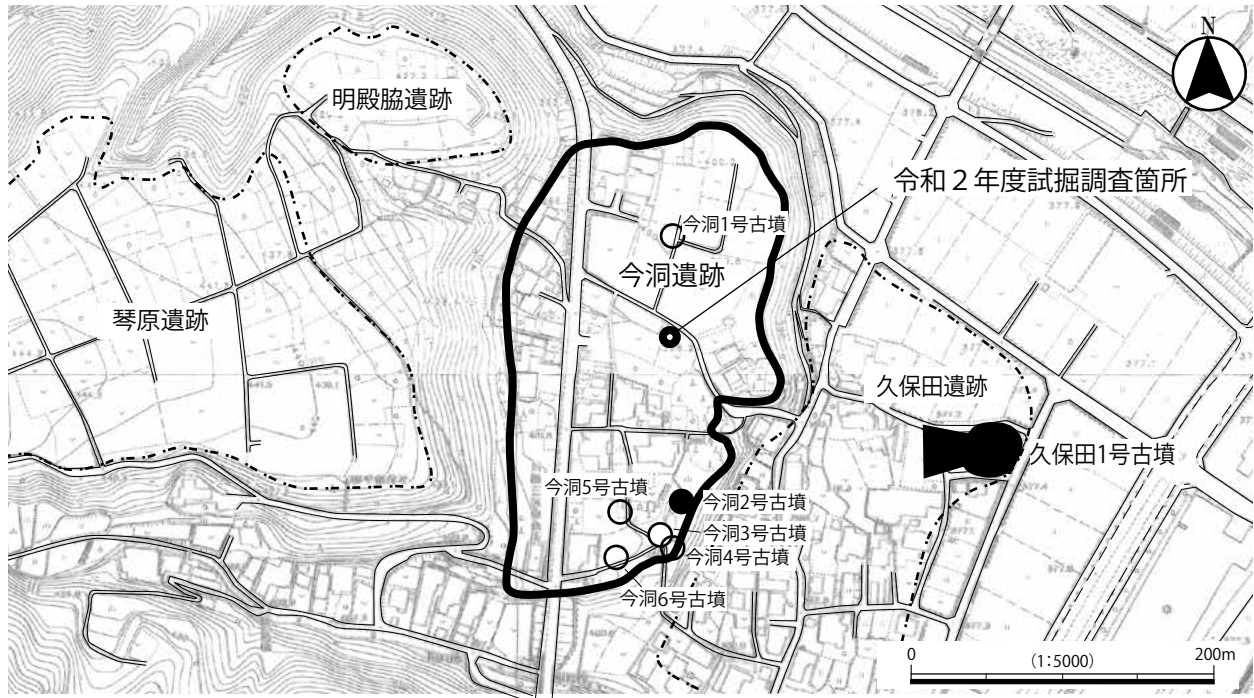 N
明殿脇遺跡
令和２年度試掘調査箇所
今洞1号古墳
今洞遺跡
琴原遺跡
久保田遺跡
久保田1号古墳
今洞5号古墳
今洞2号古墳
今洞3号古墳
今洞4号古墳
今洞6号古墳
0
(1:5000)
200m